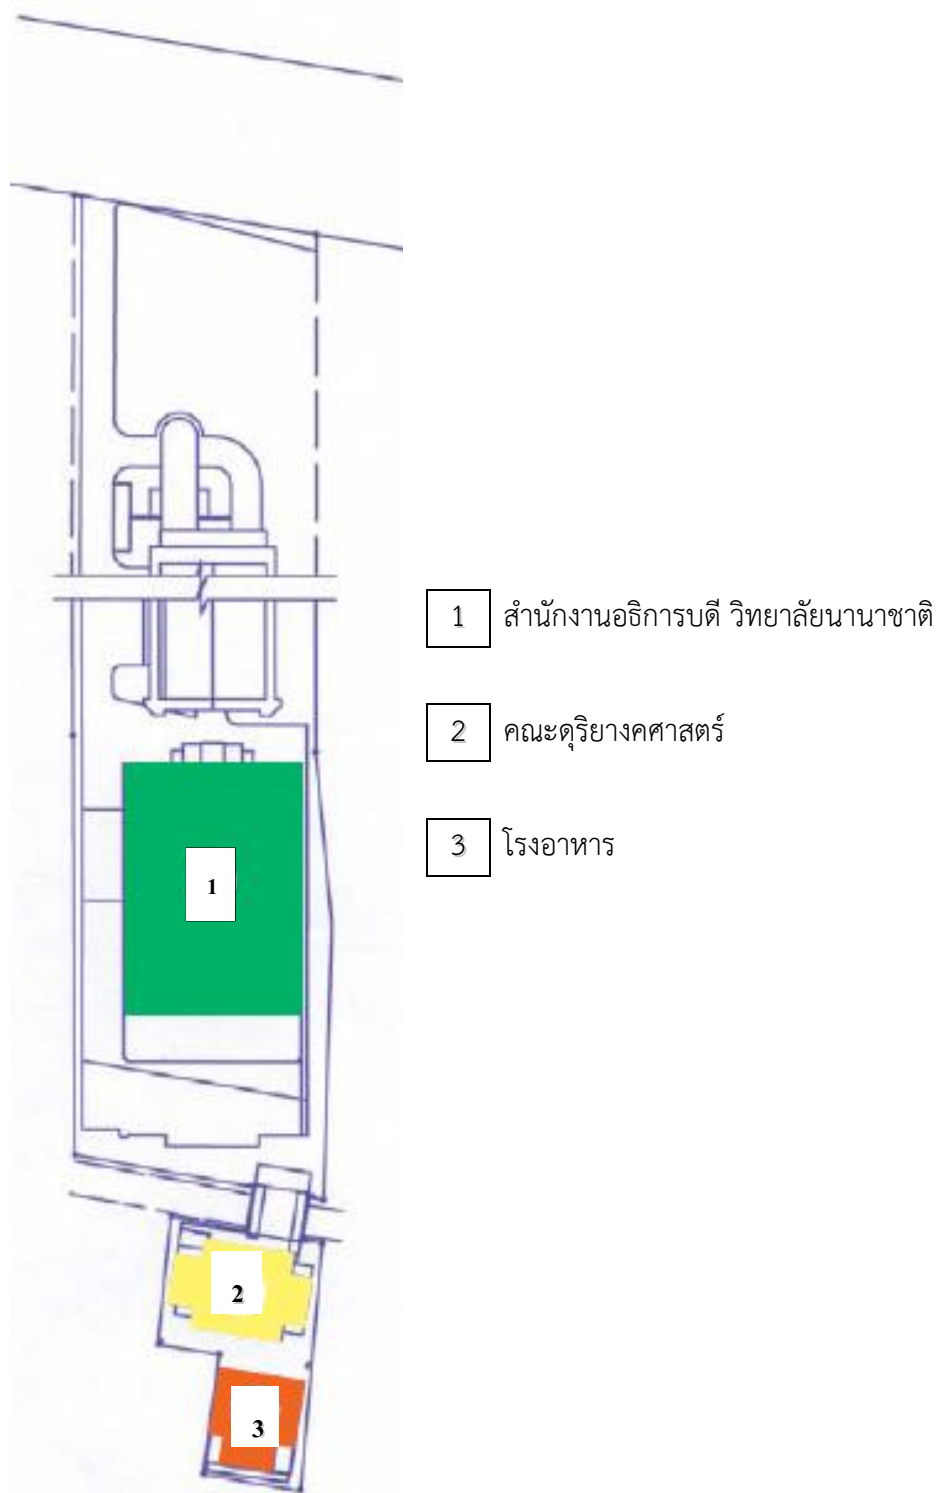 1 สำนักงานอธิการบดี วิทยาลัยนานาชาติ
2 คณะดุริยางคศาสตร์
3 โรงอาหาร
1
2
3